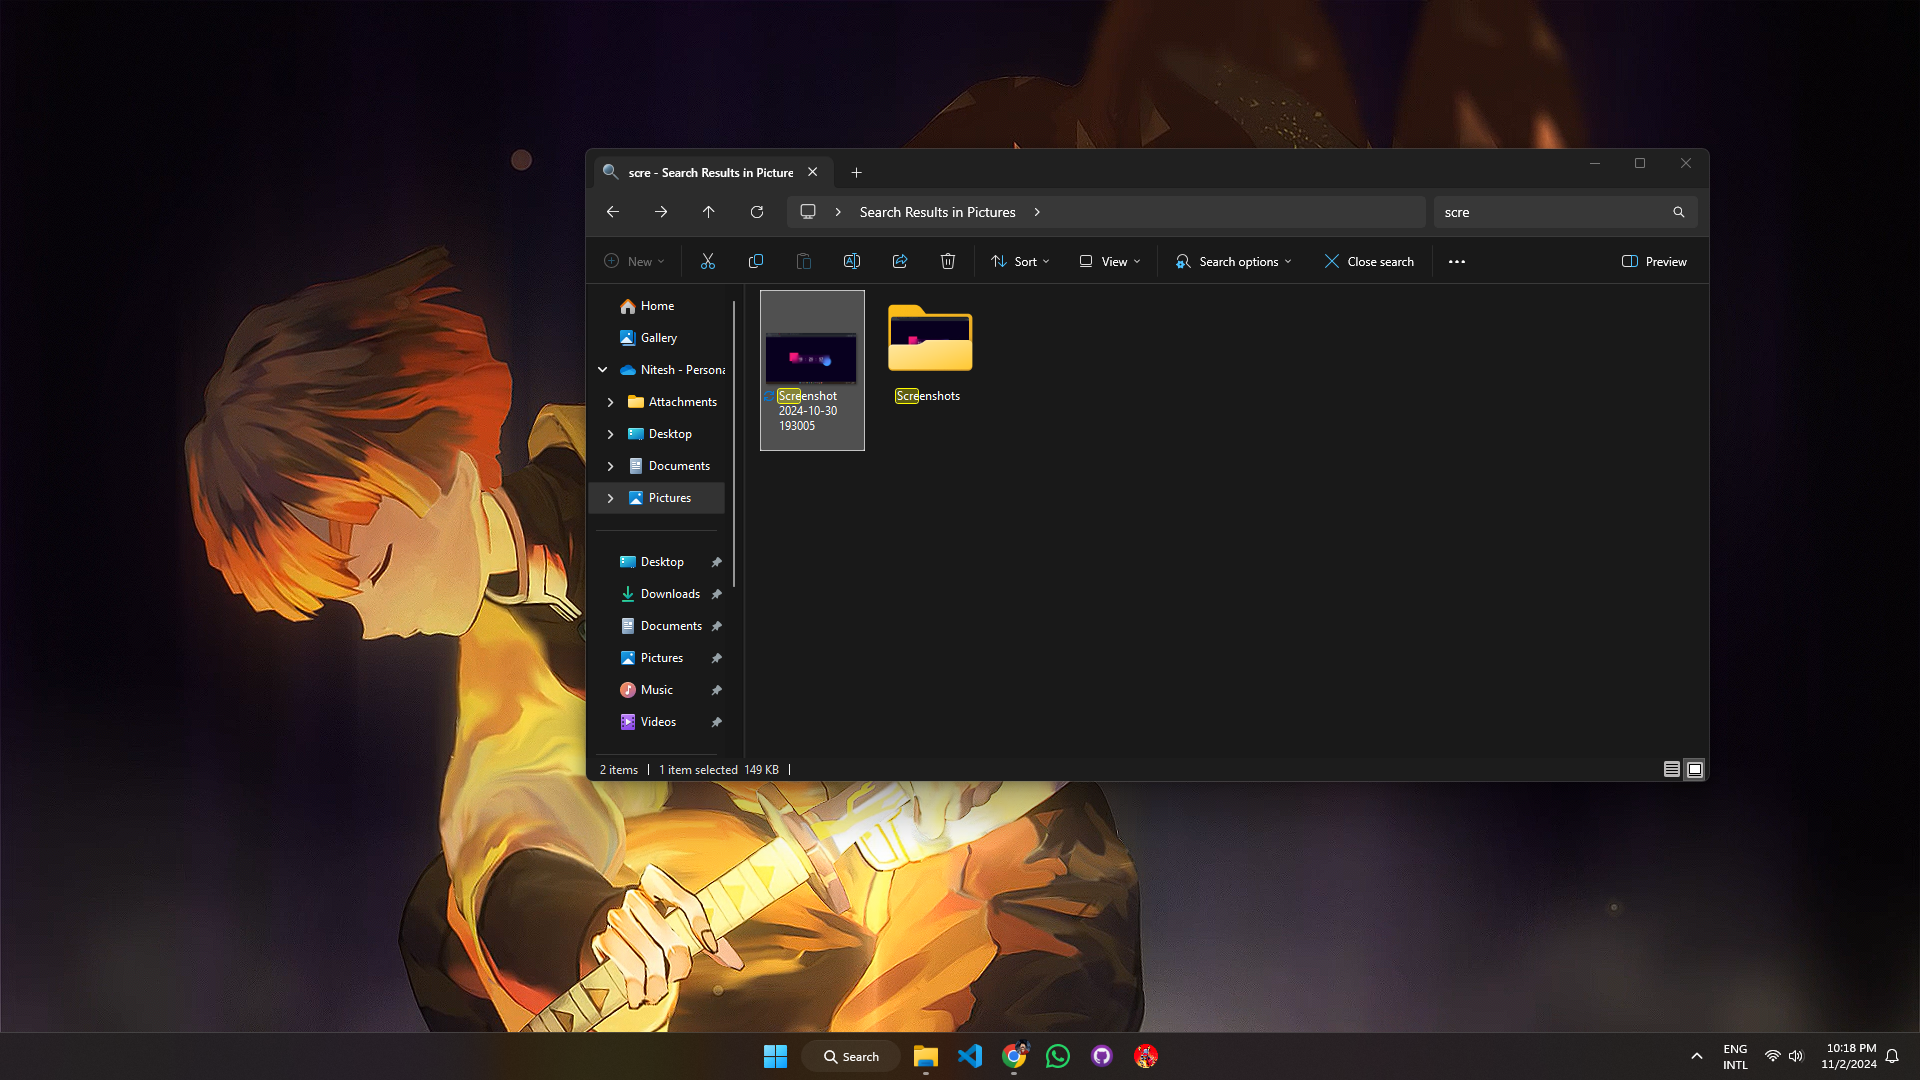 scre - Search Results in Picture
Search Results in Pictures
scre
New
Sort
View
Search options
Close search
Preview
Home
Gallery
Nitesh - Persona
Attachments
Desktop
Documents
Pictures
Desktop
Downloads
Documents
Pictures
Music
Videos
Screenshot
2024-10-30
193005
Screenshots
2 items
1 item selected 149 KB
Search
ENG
INTL
10:18 PM
11/2/2024